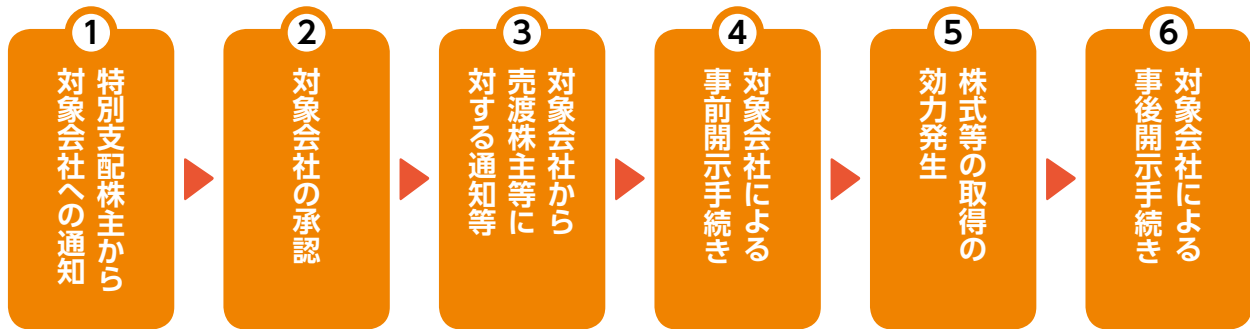 1
特別支配株主から
対象会社への通知
2
対象会社の承認
3
対象会社から
売渡株主等に
対する通知等
4
対象会社による
事前開示手続き
5
株式等の取得の
効力発生
6
対象会社による
事後開示手続き